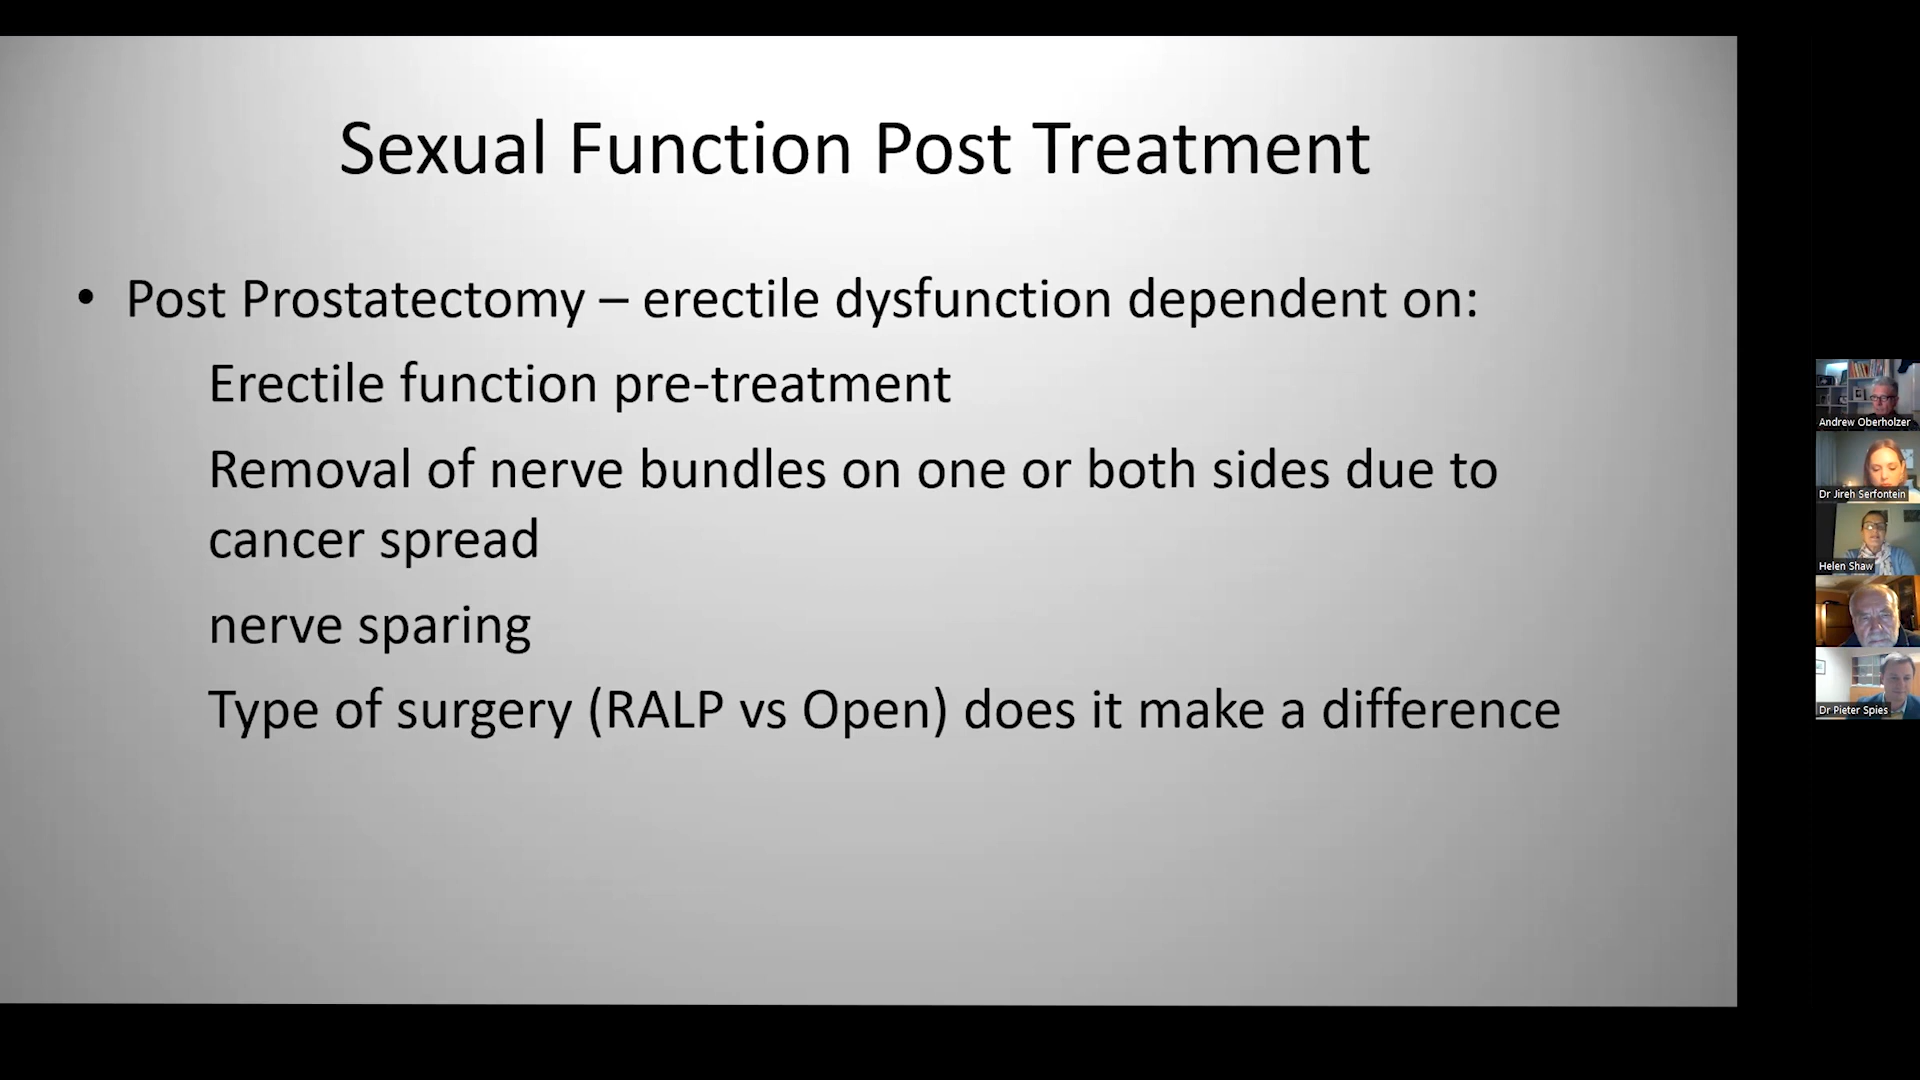 Sexual Function Post Treatment
• Post Prostatectomy – erectile dysfunction dependent on:
Erectile function pre-treatment
Removal of nerve bundles on one or both sides due to
cancer spread
nerve sparing
Type of surgery (RALP vs Open) does it make a difference
Andrew Oberholzer
Dr Jireh Serfontein
Helen Shaw
Dr Pieter Spies